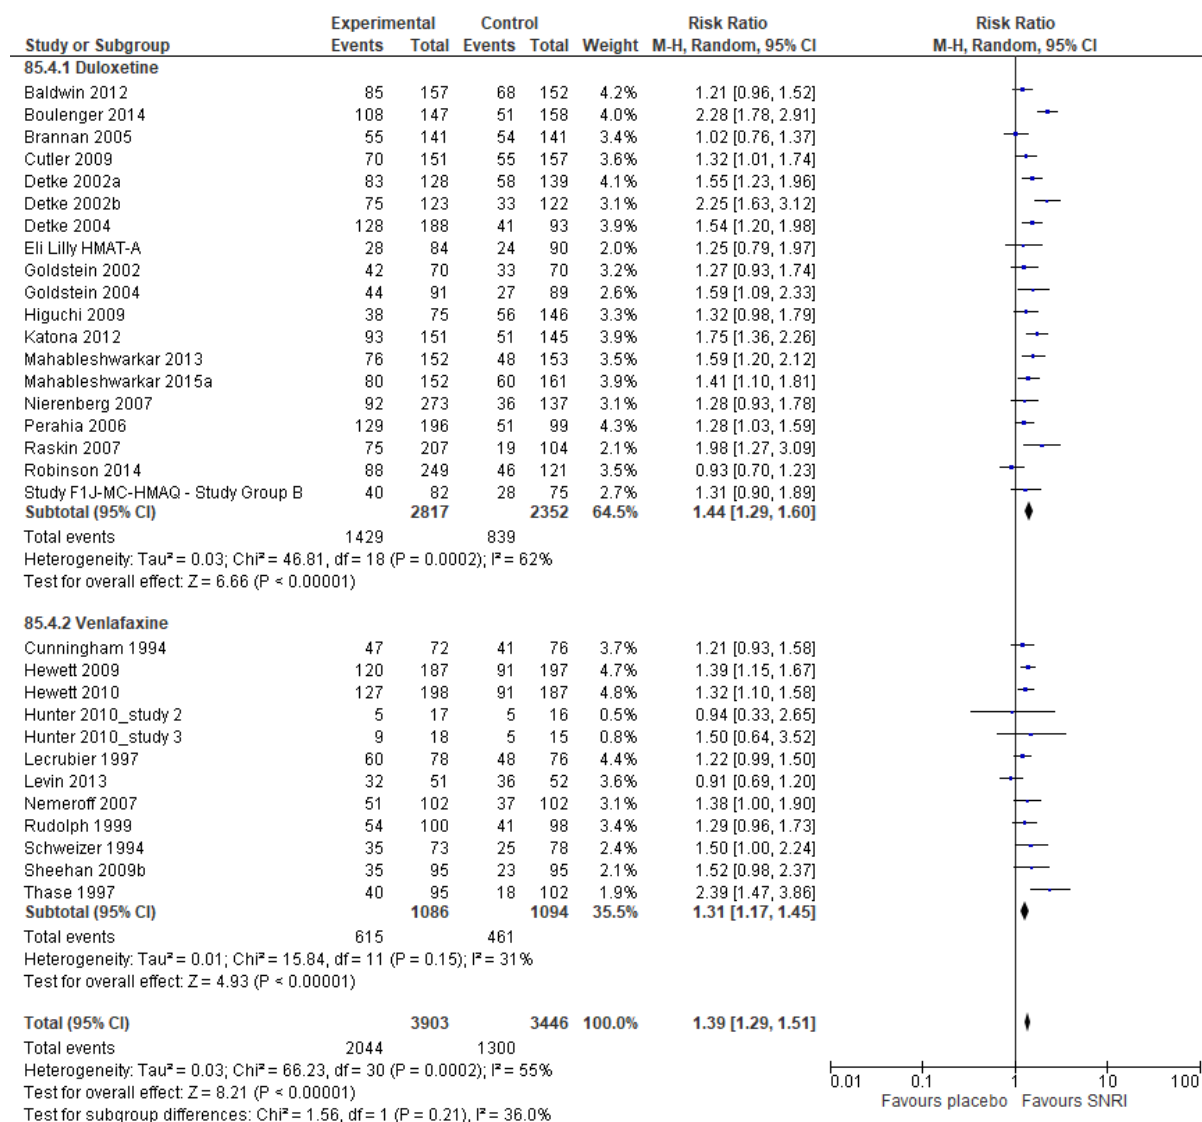 Experimental Control Risk Ratio Risk Ratio
Study or Subgroup Events Total Events Total Weight M-H, Random, 95% CI M-H, Random, 95% CI
85.4.1 Duloxetine
Baldwin 2012 85 157 68 152 4.2% 1.21 [0.96, 1.52]
Boulenger 2014 108 147 51 158 4.0% 2.28 [1.78, 2.91]
Brannan 2005 55 141 54 141 3.4% 1.02 [0.76, 1.37]
Cutler 2009 70 151 55 157 3.6% 1.32 [1.01, 1.74]
Detke 2002a 83 128 58 139 4.1% 1.55 [1.23, 1.96]
Detke 2002b 75 123 33 122 3.1% 2.25 [1.63, 3.12]
Detke 2004 128 188 41 93 3.9% 1.54 [1.20, 1.98]
Eli Lilly HMAT-A 28 84 24 90 2.0% 1.25 [0.79, 1.97]
Goldstein 2002 42 70 33 70 3.2% 1.27 [0.93, 1.74]
Goldstein 2004 44 91 27 89 2.6% 1.59 [1.09, 2.33]
Higuchi 2009 38 75 56 146 3.3% 1.32 [0.98, 1.79]
Katona 2012 93 151 51 145 3.9% 1.75 [1.36, 2.26]
Mahableshwarkar 2013 76 152 48 153 3.5% 1.59 [1.20, 2.12]
Mahableshwarkar 2015a 80 152 60 161 3.9% 1.41 [1.10, 1.81]
Nierenberg 2007 92 273 36 137 3.1% 1.28 [0.93, 1.78]
Perahia 2006 129 196 51 99 4.3% 1.28 [1.03, 1.59]
Raskin 2007 75 207 19 104 2.1% 1.98 [1.27, 3.09]
Robinson 2014 88 249 46 121 3.5% 0.93 [0.70, 1.23]
Study F1J-MC-HMAQ - Study Group B 40 82 28 75 2.7% 1.31 [0.90, 1.89]
Subtotal (95% CI) 2817 2352 64.5% 1.44 [1.29, 1.60]
Total events 1429 839
Heterogeneity: Tau² = 0.03; Chi² = 46.81, df = 18 (P = 0.0002); I² = 62%
Test for overall effect: Z = 6.66 (P < 0.00001)
85.4.2 Venlafaxine
Cunningham 1994 47 72 41 76 3.7% 1.21 [0.93, 1.58]
Hewett 2009 120 187 91 197 4.7% 1.39 [1.15, 1.67]
Hewett 2010 127 198 91 187 4.8% 1.32 [1.10, 1.58]
Hunter 2010_study 2 5 17 5 16 0.5% 0.94 [0.33, 2.65]
Hunter 2010_study 3 9 18 5 15 0.8% 1.50 [0.64, 3.52]
Lecrubier 1997 60 78 48 76 4.4% 1.22 [0.99, 1.50]
Levin 2013 32 51 36 52 3.6% 0.91 [0.69, 1.20]
Nemeroff 2007 51 102 37 102 3.1% 1.38 [1.00, 1.90]
Rudolph 1999 54 100 41 98 3.4% 1.29 [0.96, 1.73]
Schweizer 1994 35 73 25 78 2.4% 1.50 [1.00, 2.24]
Sheehan 2009b 35 95 23 95 2.1% 1.52 [0.98, 2.37]
Thase 1997 40 95 18 102 1.9% 2.39 [1.47, 3.86]
Subtotal (95% CI) 1086 1094 35.5% 1.31 [1.17, 1.45]
Total events 615 461
Heterogeneity: Tau² = 0.01; Chi² = 15.84, df = 11 (P = 0.15); I² = 31%
Test for overall effect: Z = 4.93 (P < 0.00001)
Total (95% CI) 3903 3446 100.0% 1.39 [1.29, 1.51]
Total events 2044 1300
Heterogeneity: Tau² = 0.03; Chi² = 66.23, df = 30 (P = 0.0002); I² = 55%
Test for overall effect: Z = 8.21 (P < 0.00001)
Test for subgroup differences: Chi² = 1.56, df = 1 (P = 0.21), I² = 36.0%
0.01 0.1 1 10 100
Favours placebo Favours SNRI